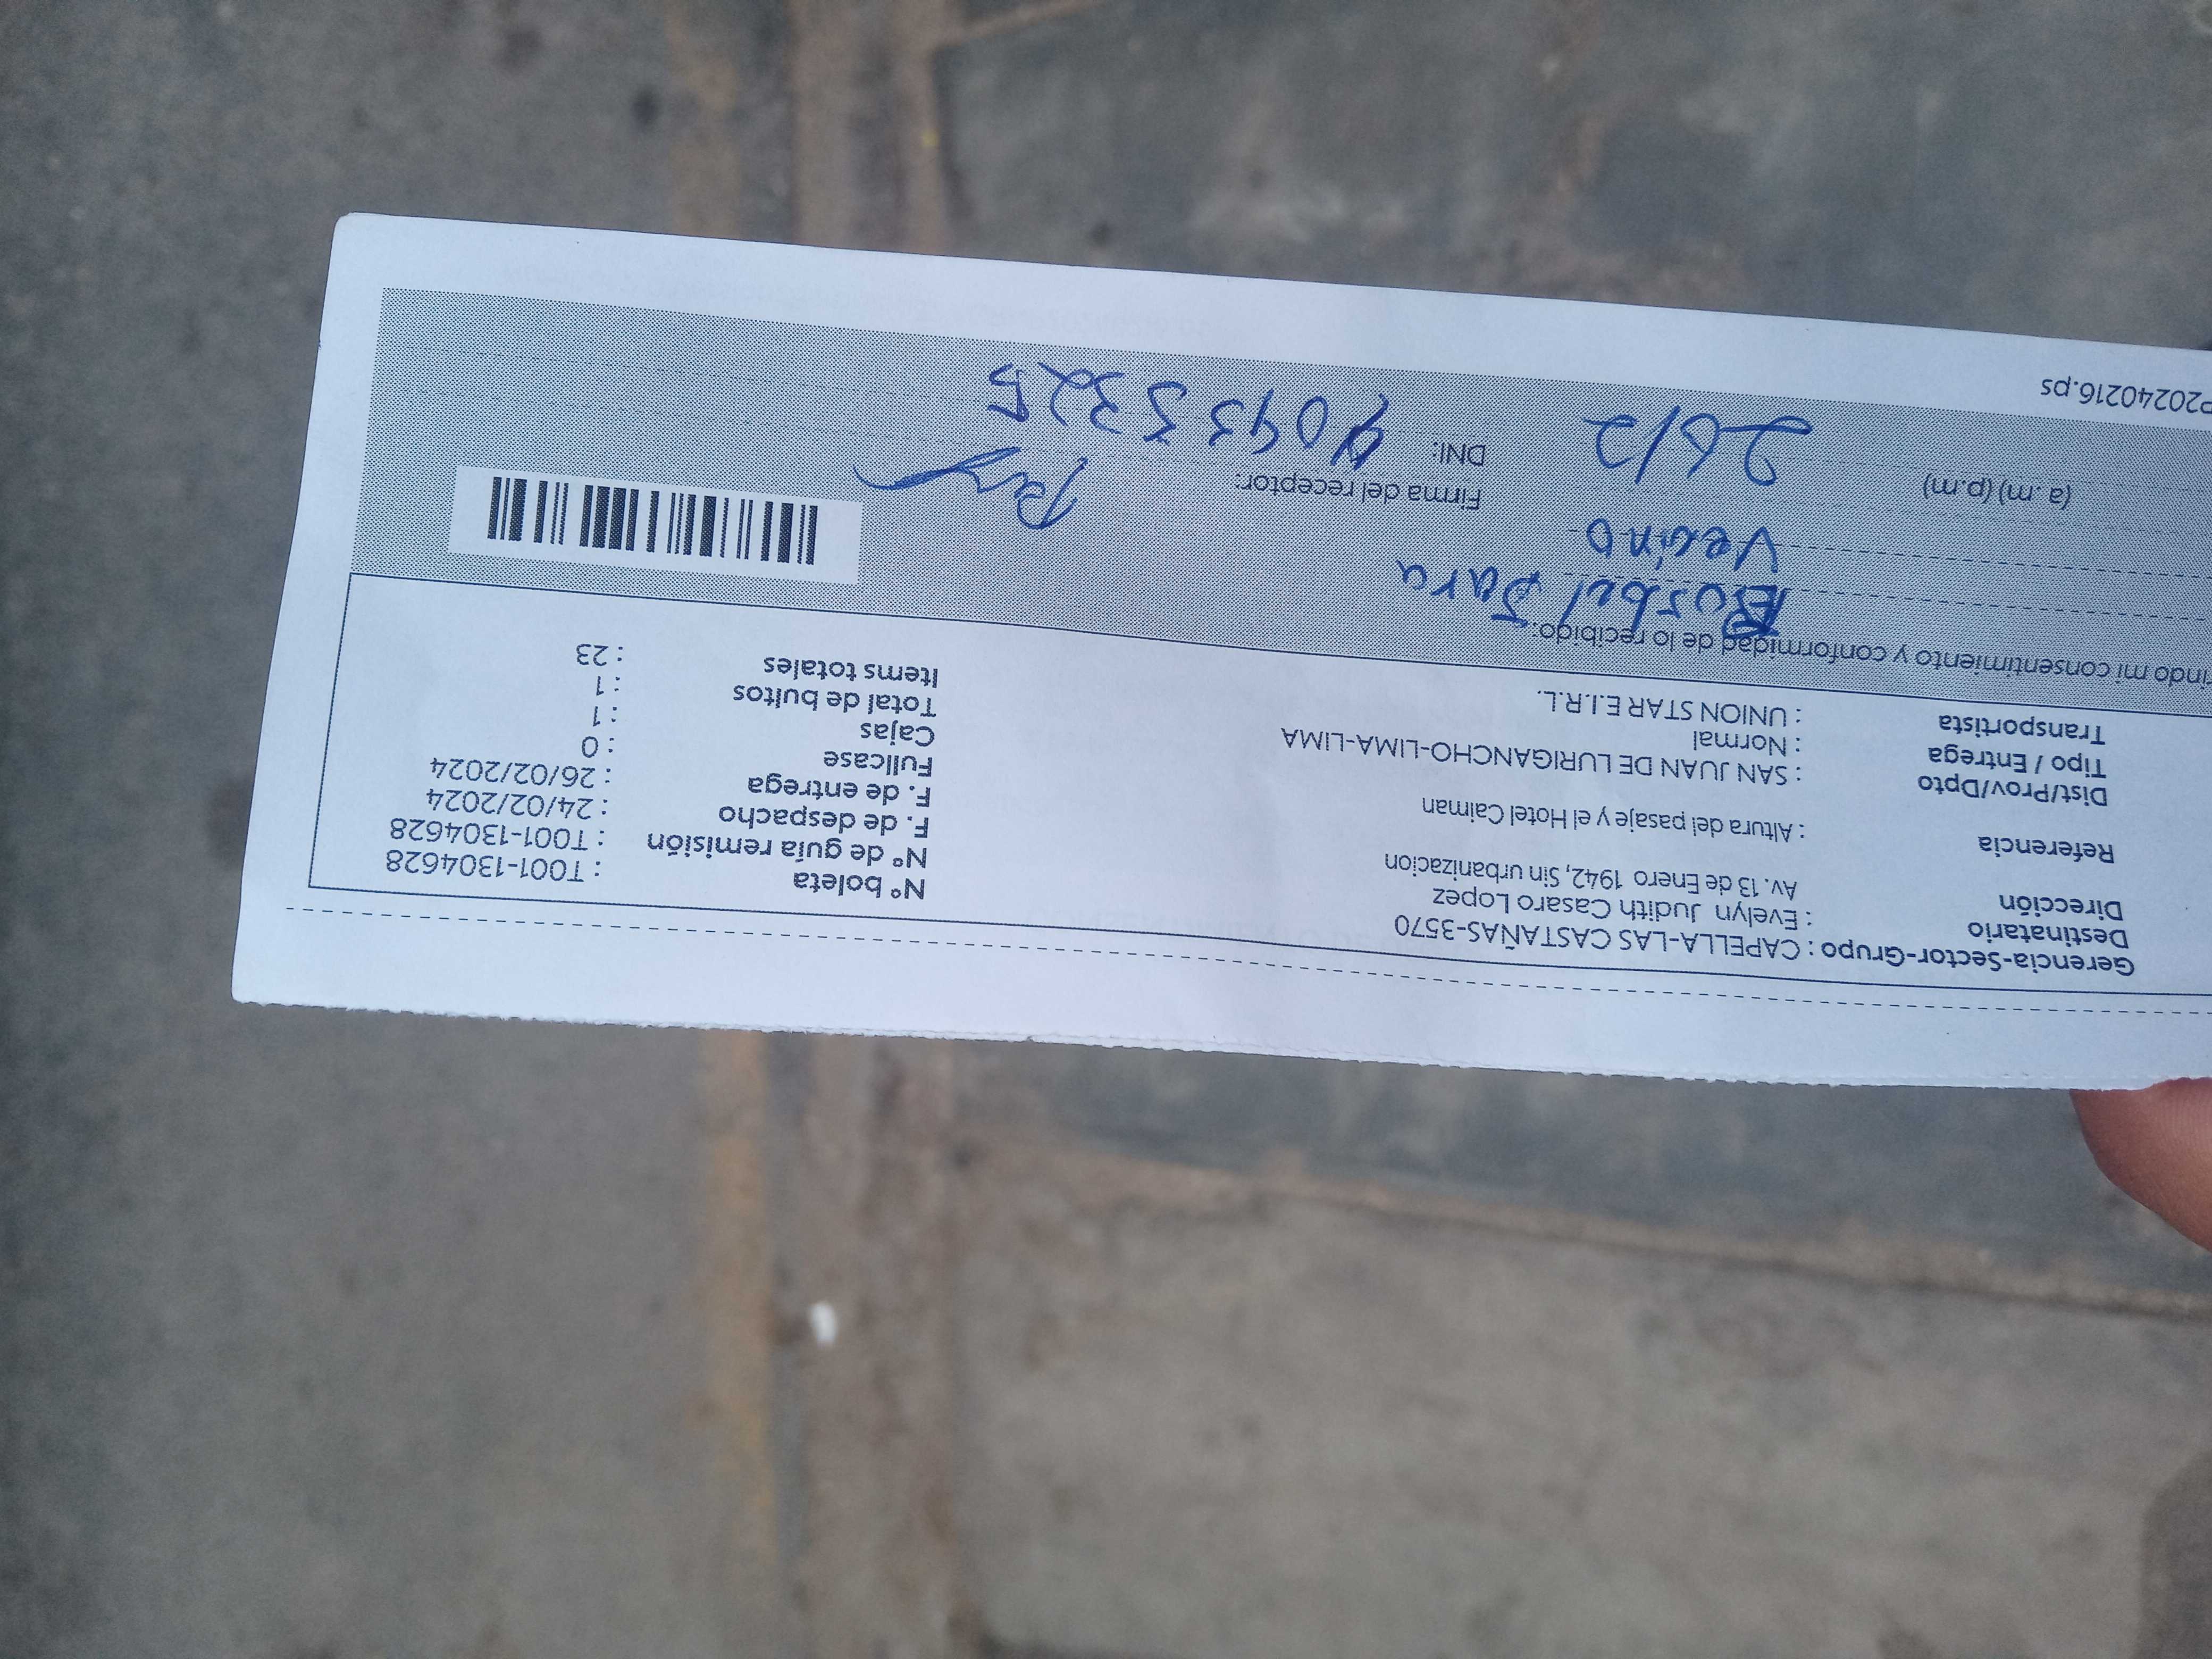 Gerencia-Sector-Grupo : CAPELLA-LAS CASTAÑAS-3570
Destinatario : Evelyn Judith Casaro Lopez
Dirección Av. 13 de Enero 1942, Sin urbanizacion
Referencia : Altura del pasaje y el Hotel Caiman
Dist/Prov/Dpto : SAN JUAN DE LURIGANCHO-LIMA-LIMA
Tipo / Entrega : Normal
Transportista : UNION STAR E.I.R.L.
N° boleta : T001-1304628
N° de guía remisión : T001-1304628
F. de despacho : 24/02/2024
F. de entrega : 26/02/2024
Fullcase : 0
Cajas : 1
Total de bultos : 1
Items totales : 23
indo mi consentimiento y conformidad de lo recibido:
Jara
Vecino
(a .m) (p.m) 26/2
Firma del receptor:
DNI:
P20240216.ps